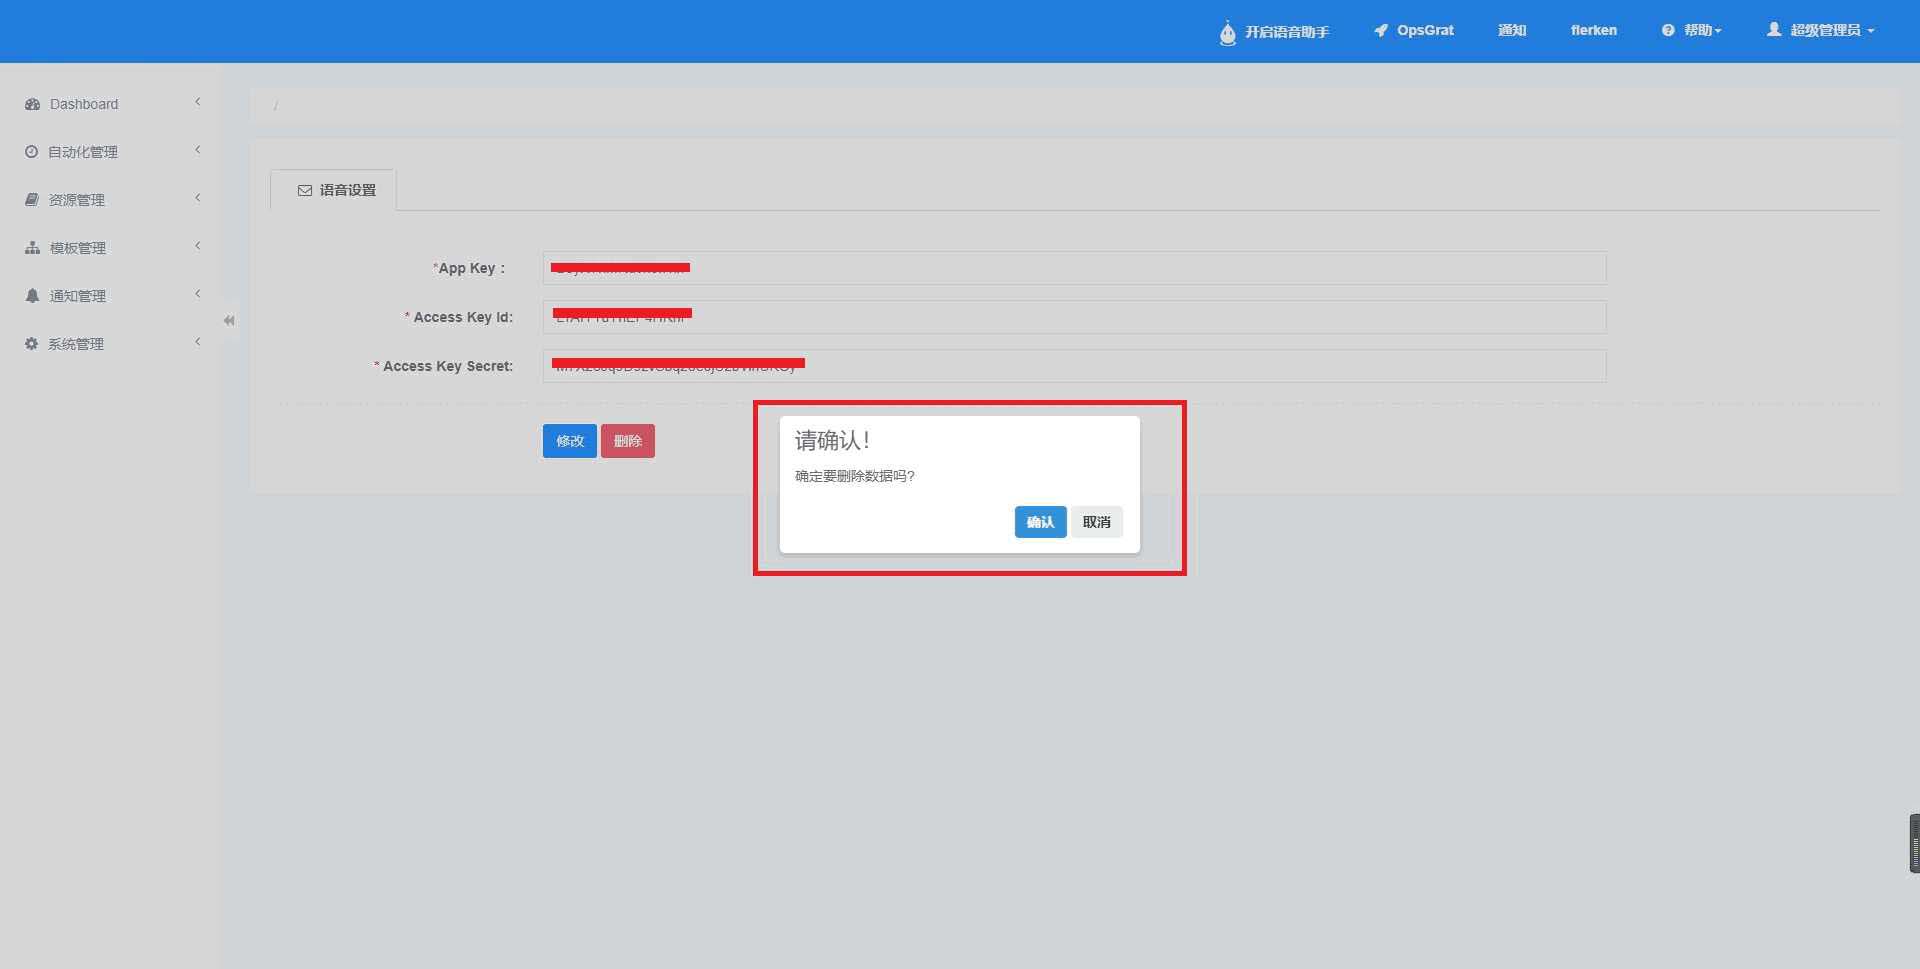 开启语音助手 OpsGrat 通知 flerken 帮助 超级管理员
Dashboard
自动化管理
资源管理
模板管理
通知管理
系统管理
/
语音设置
*App Key：
* Access Key Id:
* Access Key Secret:
修改 删除
请确认！
确定要删除数据吗?
确认 取消